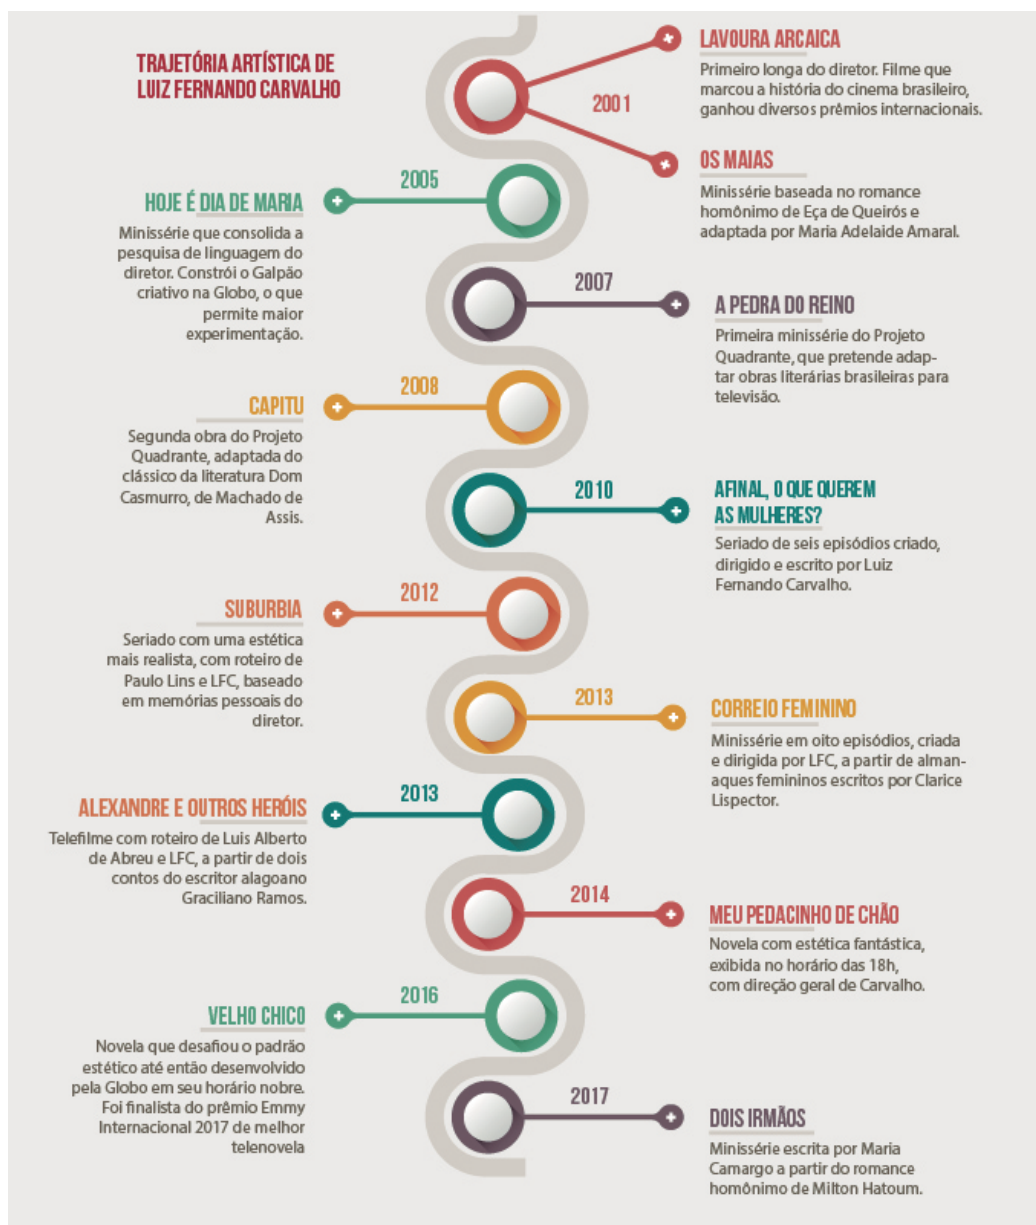 TRAJETÓRIA ARTÍSTICA DE
LUIZ FERNANDO CARVALHO
2001
LAVOURA ARCAICA
Primeiro longa do diretor. Filme que
marcou a história do cinema brasileiro,
ganhou diversos prêmios internacionais.
OS MAIAS
Minissérie baseada no romance
homônimo de Eça de Queirós e
adaptada por Maria Adelaide Amaral.
2005
HOJE É DIA DE MARIA
Minissérie que consolida a
pesquisa de linguagem do
diretor. Constrói o Galpão
criativo na Globo, o que
permite maior
experimentação.
2007
A PEDRA DO REINO
Primeira minissérie do Projeto
Quadrante, que pretende adap-
tar obras literárias brasileiras para
televisão.
2008
CAPITU
Segunda obra do Projeto
Quadrante, adaptada do
clássico da literatura Dom
Casmurro, de Machado de
Assis.
2010
AFINAL, O QUE QUEREM
AS MULHERES?
Seriado de seis episódios criado,
dirigido e escrito por Luiz
Fernando Carvalho.
2012
SUBURBIA
Seriado com uma estética
mais realista, com roteiro de
Paulo Lins e LFC, baseado
em memórias pessoais do
diretor.
2013
CORREIO FEMININO
Minissérie em oito episódios, criada
e dirigida por LFC, a partir de alma-
naques femininos escritos por Clarice
Lispector.
2013
ALEXANDRE E OUTROS HERÓIS
Telefilme com roteiro de Luis Alberto
de Abreu e LFC, a partir de dois
contos do escritor alagoano
Graciliano Ramos.
2014
MEU PEDACINHO DE CHÃO
Novela com estética fantástica,
exibida no horário das 18h,
com direção geral de Carvalho.
2016
VELHO CHICO
Novela que desafiou o padrão
estético até então desenvolvido
pela Globo em seu horário nobre.
Foi finalista do prêmio Emmy
Internacional 2017 de melhor
telenovela
2017
DOIS IRMÃOS
Minissérie escrita por Maria
Camargo a partir do romance
homônimo de Milton Hatoum.